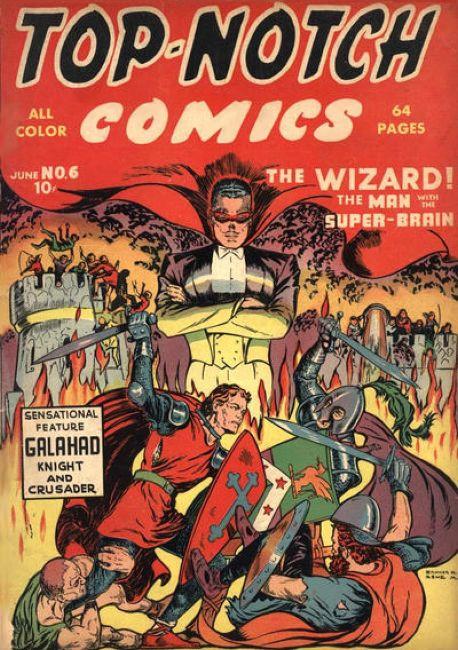 TOP-NOTCH
COMICS
ALL
COLOR
64
PAGES
JUNE NO.6
10¢
THE WIZARD!
THE MAN WITH THE
SUPER-BRAIN
SENSATIONAL
FEATURE
GALAHAD
KNIGHT
AND
CRUSADER